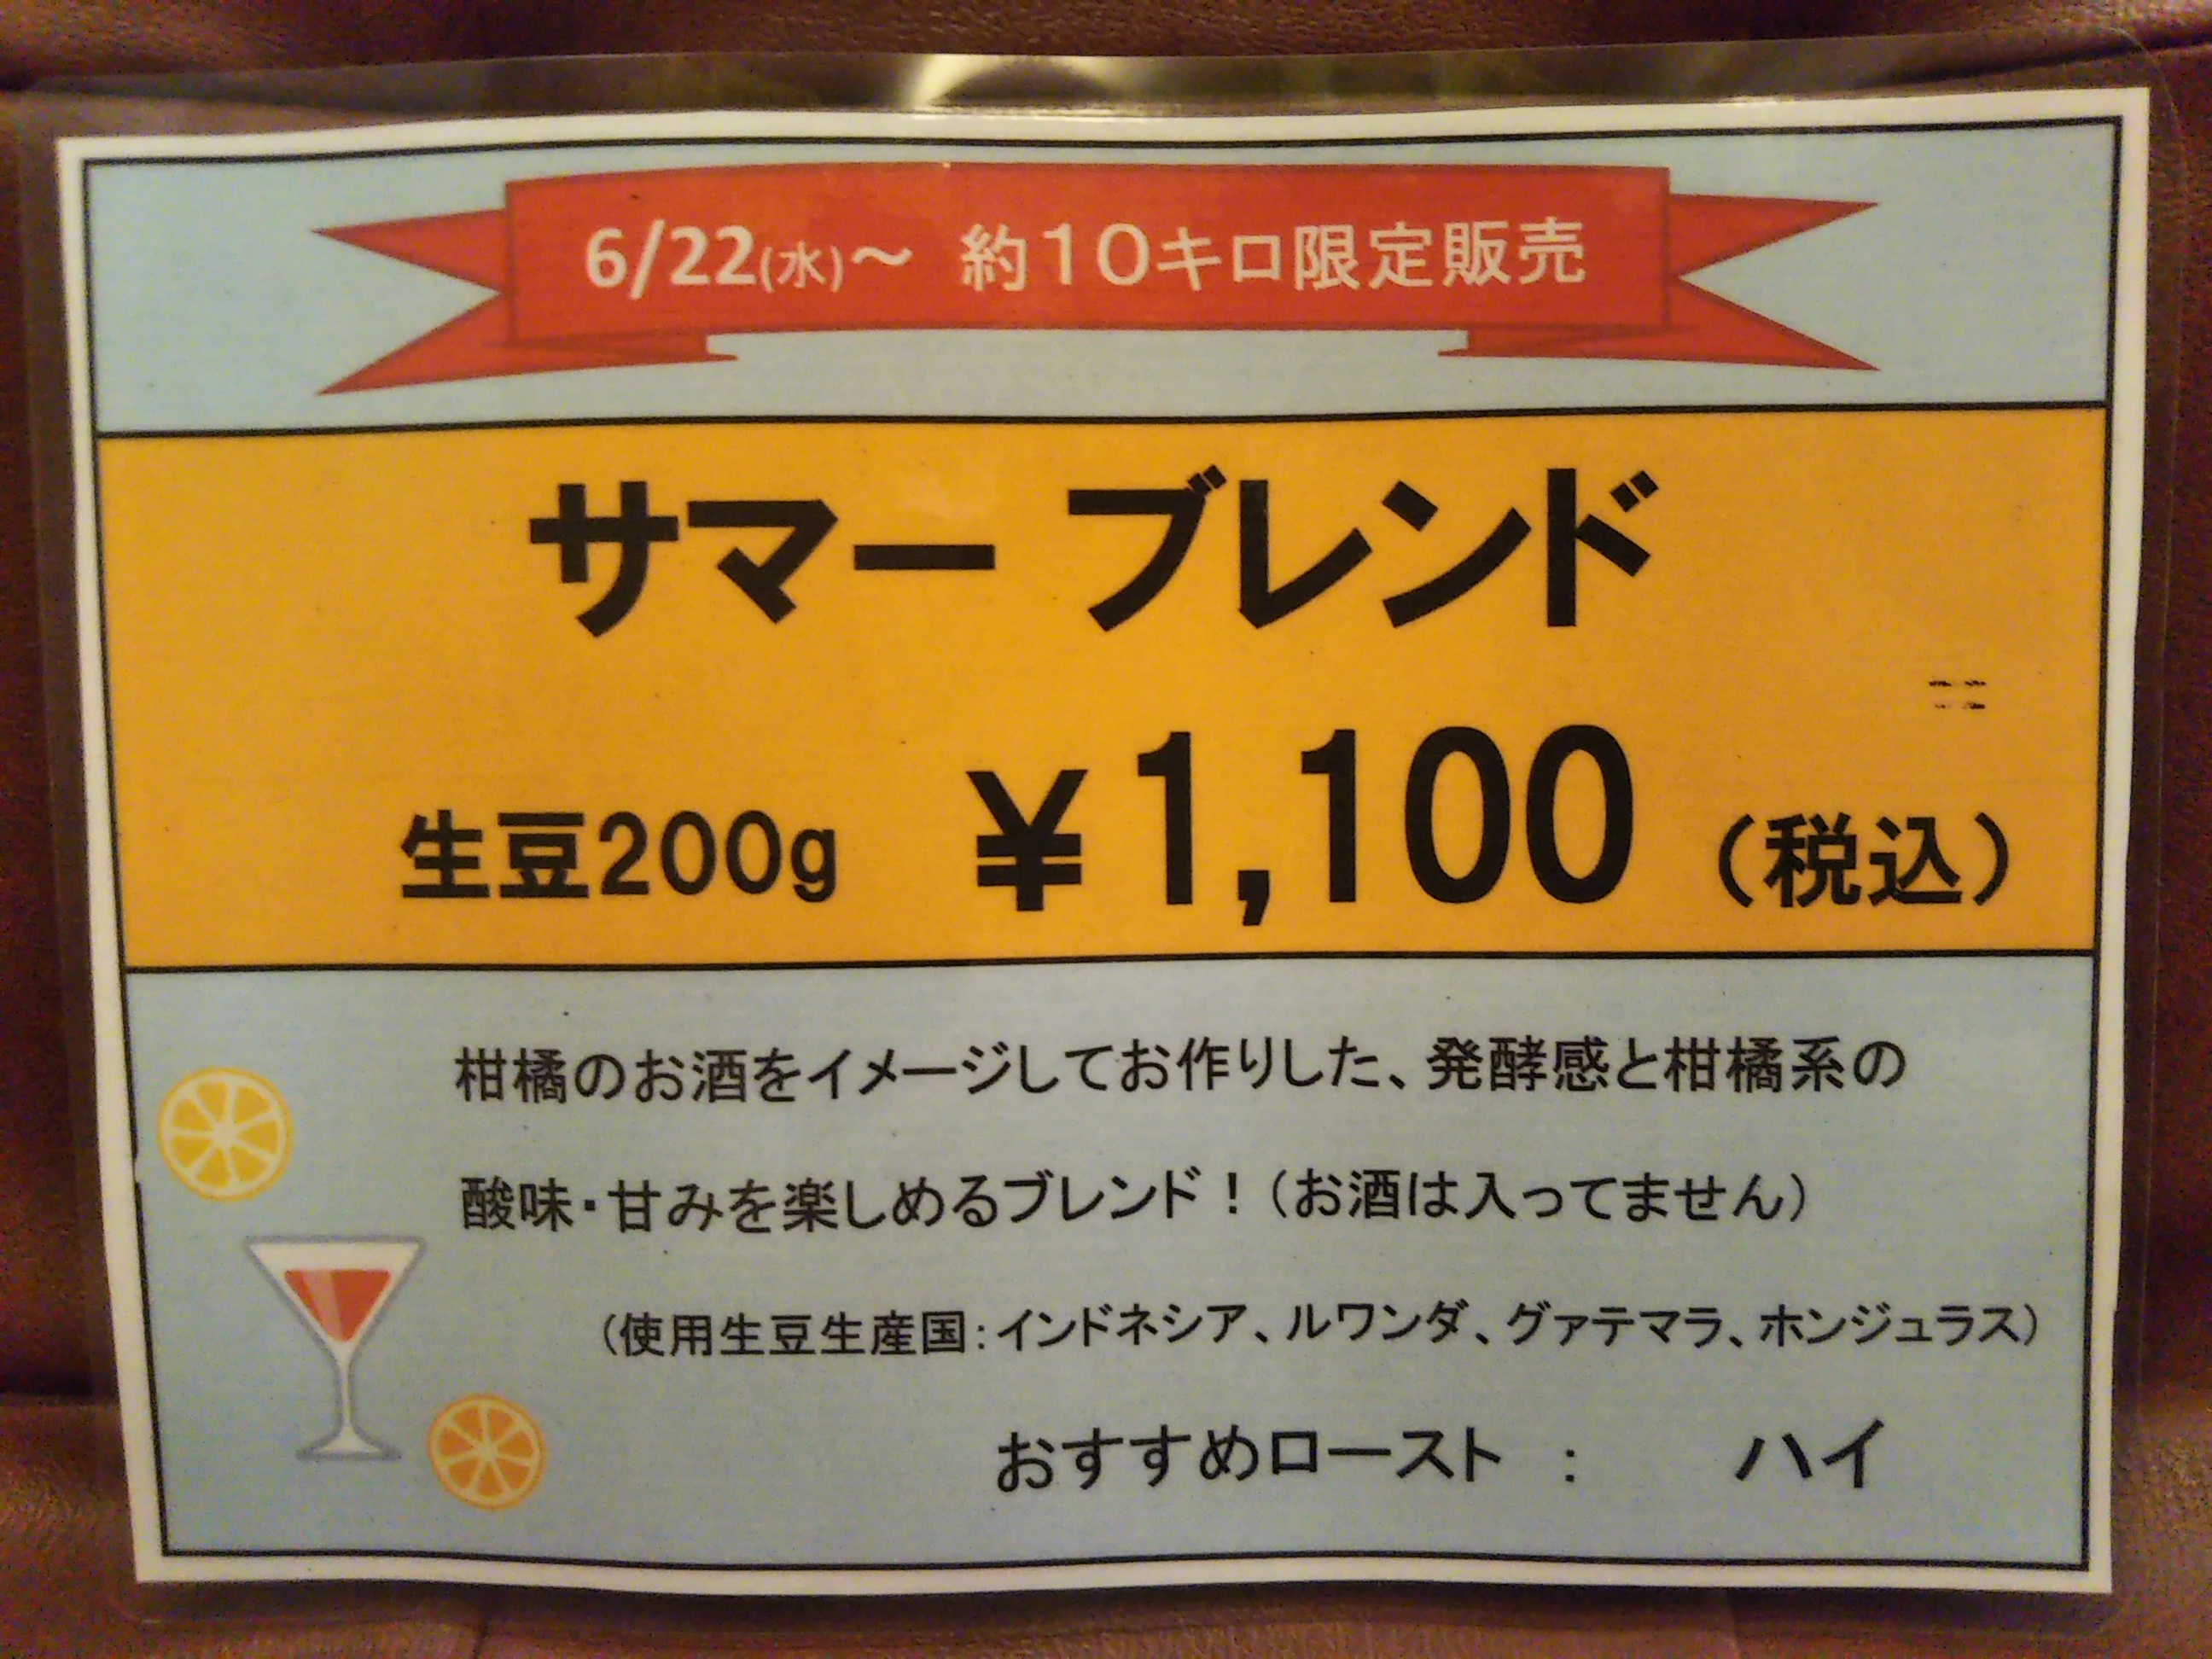 6/22(水)～ 約10キロ限定販売
サマー ブレンド
生豆200g ¥1,100（税込）
柑橘のお酒をイメージしてお作りした、発酵感と柑橘系の
酸味・甘みを楽しめるブレンド！（お酒は入ってません）
（使用生豆生産国：インドネシア、ルワンダ、グァテマラ、ホンジュラス）
おすすめロースト ： ハイ